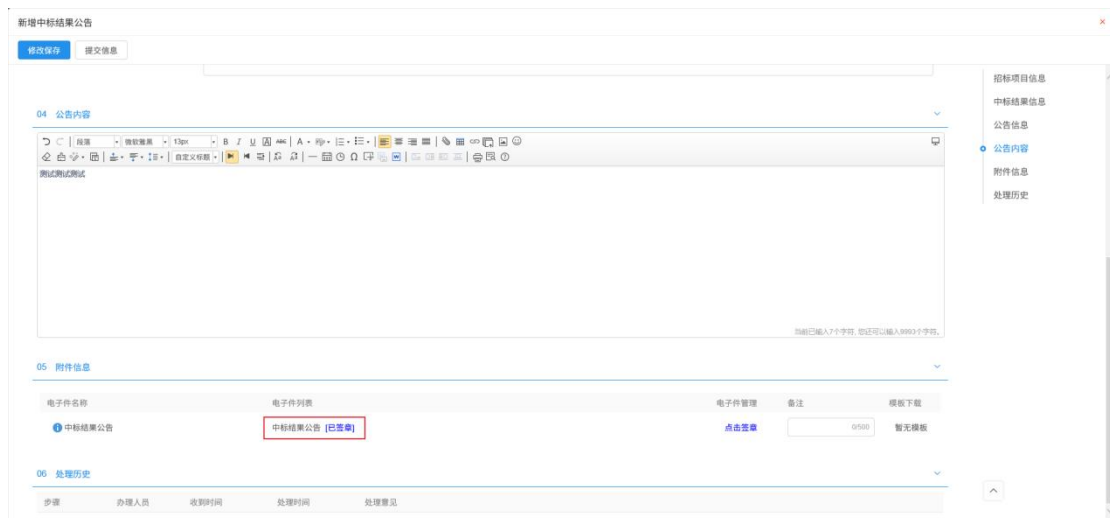 新增中标结果公告
修改保存 提交信息
招标项目信息
中标结果信息
公告信息
公告内容
附件信息
处理历史
04 公告内容
段落 微软雅黑 13px B I U A ABC A
自定义标题
测试测试测试
当前已输入7个字符, 您还可以输入9993个字符。
05 附件信息
电子件名称 电子件列表 电子件管理 备注 模板下载
中标结果公告 中标结果公告 [已签章] 点击签章 0/500 暂无模板
06 处理历史
步骤 办理人员 收到时间 处理时间 处理意见